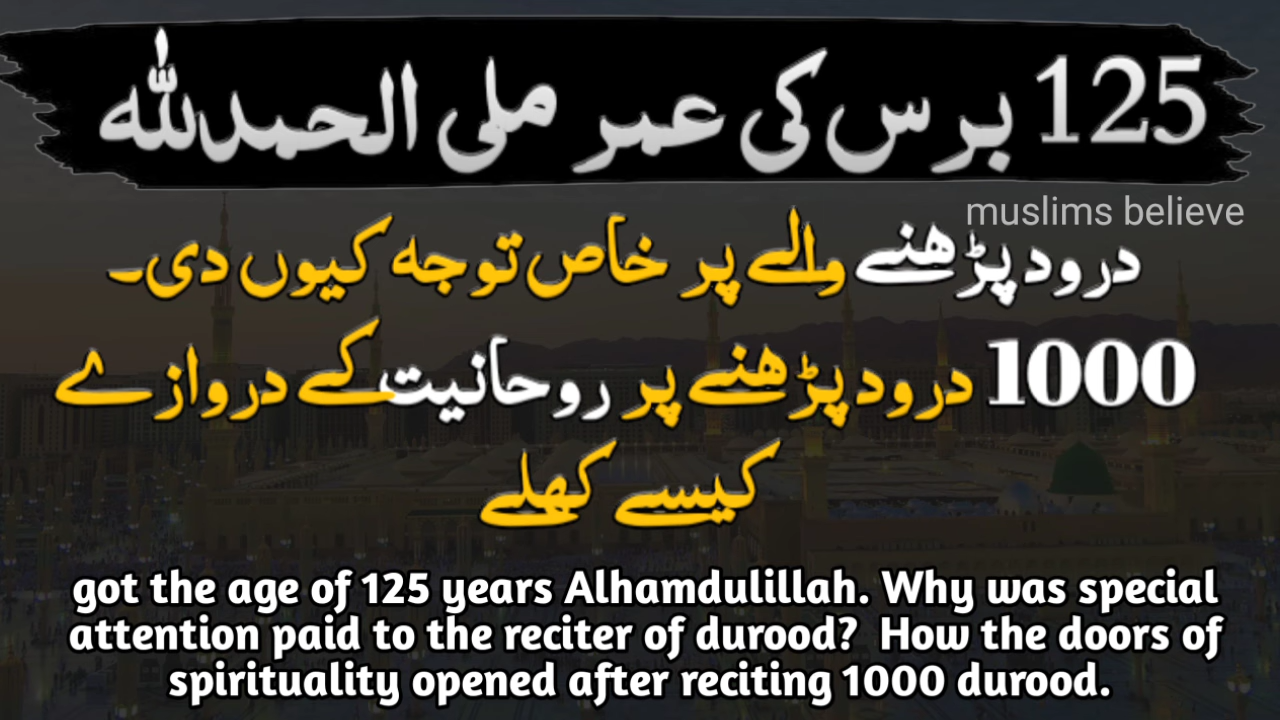 125 برس کی عمر ملی الحمدللہ
muslims believe
درود پڑھنے والے پر خاص توجہ کیوں دی۔
1000 درود پڑھنے پر روحانیت کے دروازے
کیسے کھلے
got the age of 125 years Alhamdulillah. Why was special
attention paid to the reciter of durood? How the doors of
spirituality opened after reciting 1000 durood.